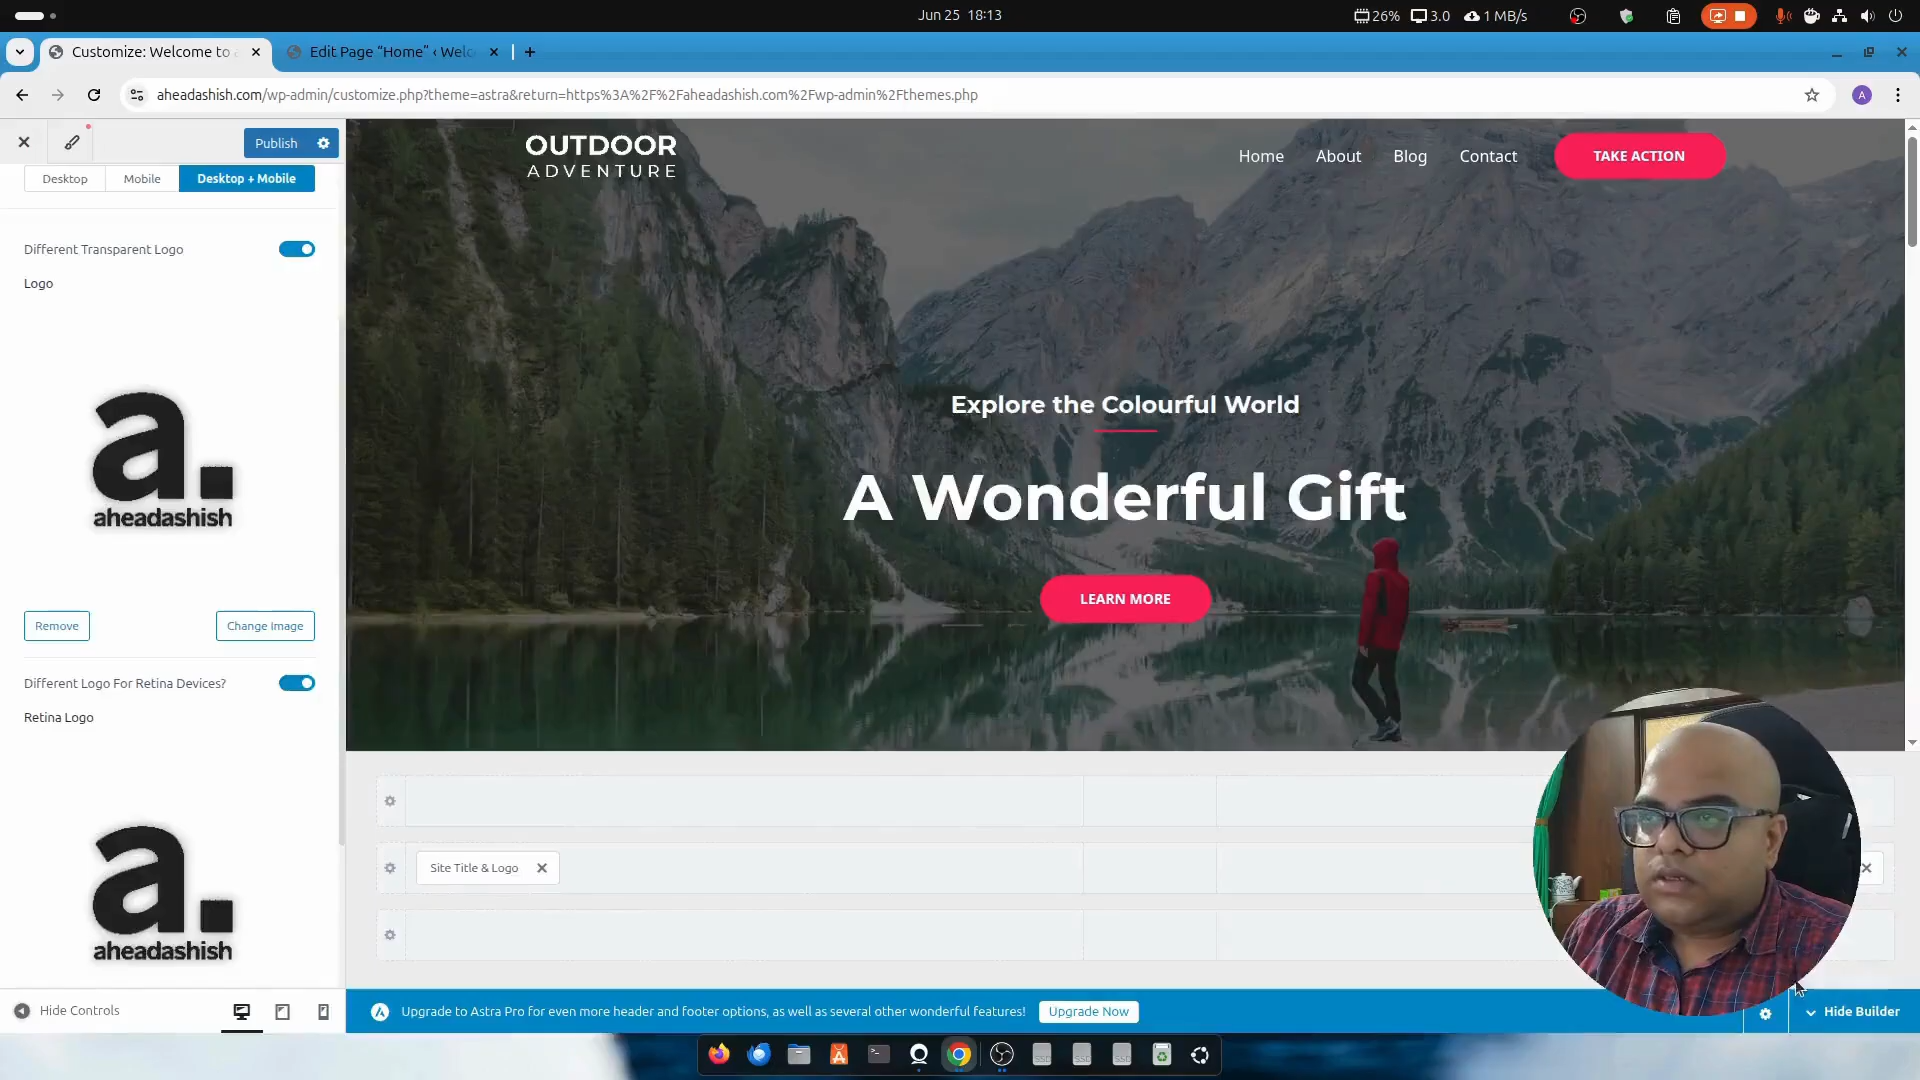 Jun 25 18:13
26% 3.0 1 MB/s
Customize: Welcome to a
Edit Page “Home” ‹ Welc
aheadashish.com/wp-admin/customize.php?theme=astra&return=https%3A%2F%2Faheadashish.com%2Fwp-admin%2Fthemes.php
A
Publish
Desktop Mobile Desktop + Mobile
Different Transparent Logo
Logo
a.
aheadashish
Remove Change Image
Different Logo For Retina Devices?
Retina Logo
a.
aheadashish
Hide Controls
OUTDOOR
ADVENTURE
Home About Blog Contact TAKE ACTION
Explore the Colourful World
A Wonderful Gift
LEARN MORE
Site Title & Logo
Upgrade to Astra Pro for even more header and footer options, as well as several other wonderful features! Upgrade Now
Hide Builder
SSD SSD SSD